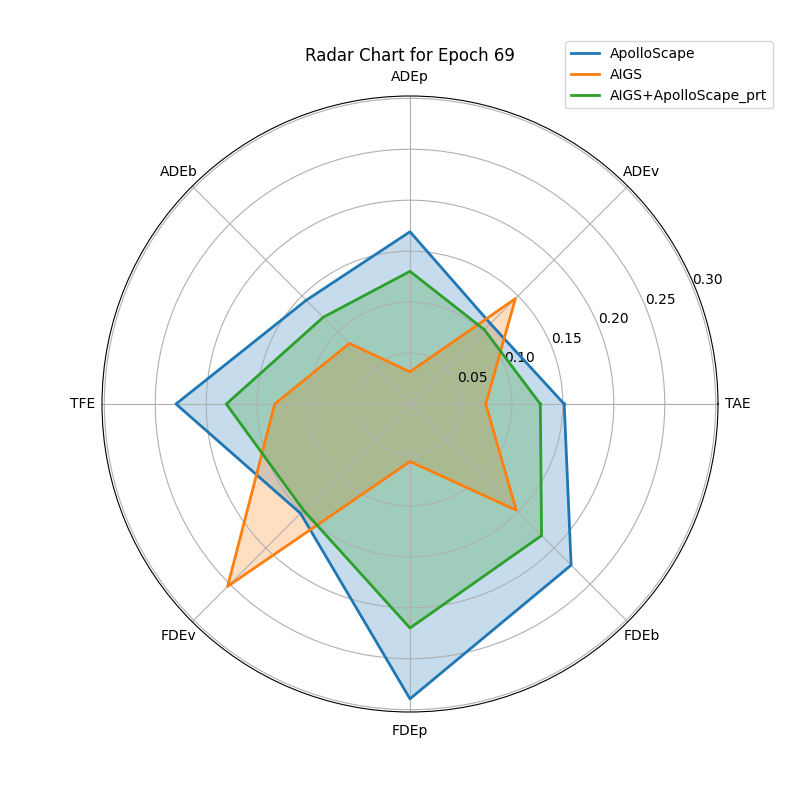 Radar Chart for Epoch 69
ApolloScape
AIGS
AIGS+ApolloScape_prt
ADEp
ADEb
ADEv
0.30
0.25
0.20
0.15
0.10
0.05
TFE
TAE
FDEv
FDEb
FDEp